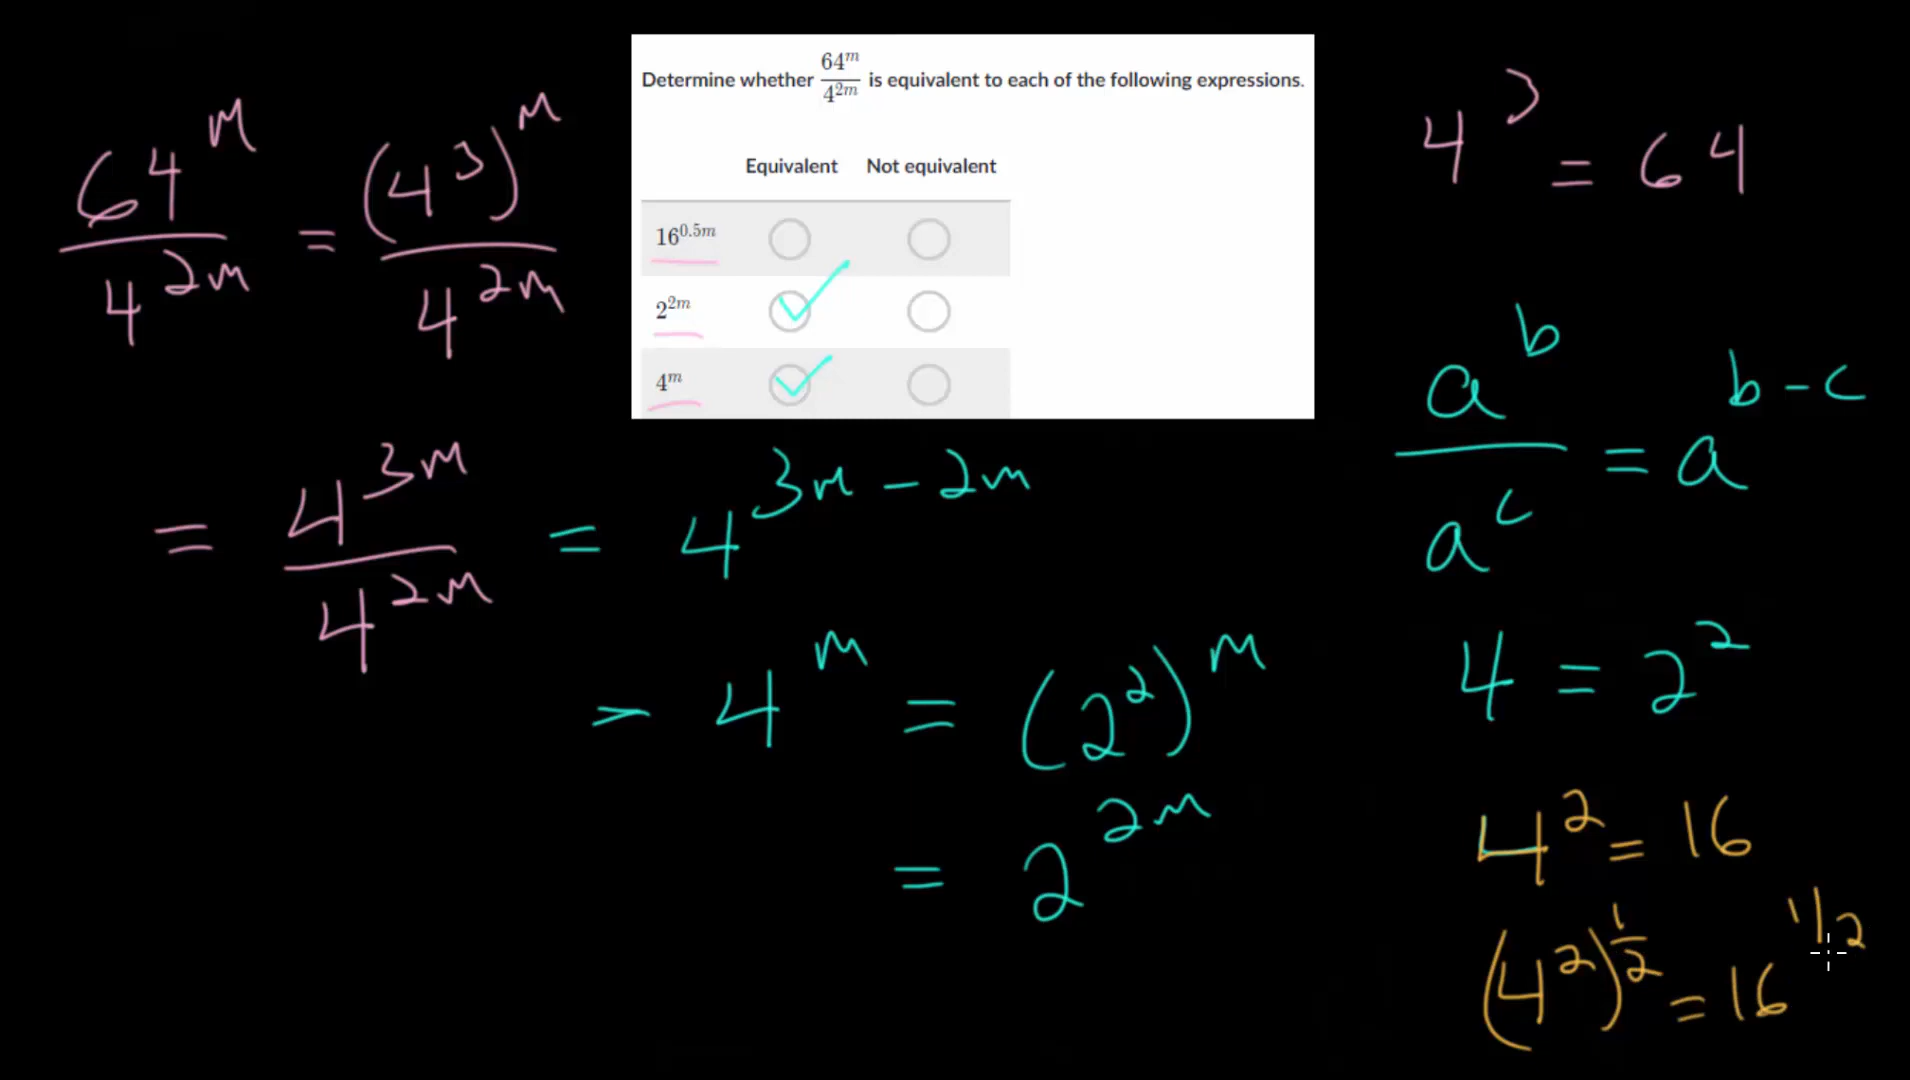 Determine whether 64^m/4^{2m} is equivalent to each of the following expressions.
Equivalent Not equivalent
16^{0.5m}
2^{2m}
4^m
64^m/4^{2m} = (4^3)^m/4^{2m}
= 4^{3m}/4^{2m} = 4^{3m-2m}
= 4^m = (2^2)^m
= 2^{2m}
4^3 = 64
a^b/a^c = a^{b-c}
4 = 2^2
4^2 = 16
(4^2)^{1/2} = 16^{1/2}